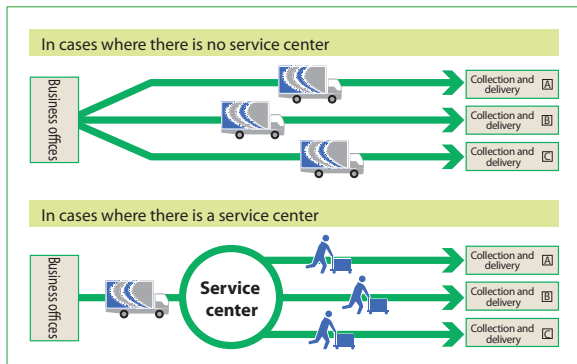 In cases where there is no service center
Business offices
Collection and
delivery A
Collection and
delivery B
Collection and
delivery C
In cases where there is a service center
Business offices
Service
center
Collection and
delivery A
Collection and
delivery B
Collection and
delivery C